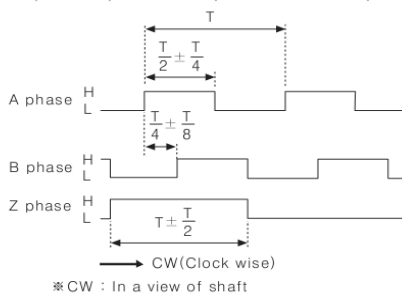 T
T/2 ± T/4
A phase H L
T/4 ± T/8
B phase H L
Z phase H L
T ± T/2
CW(Clock wise)
※CW : In a view of shaft